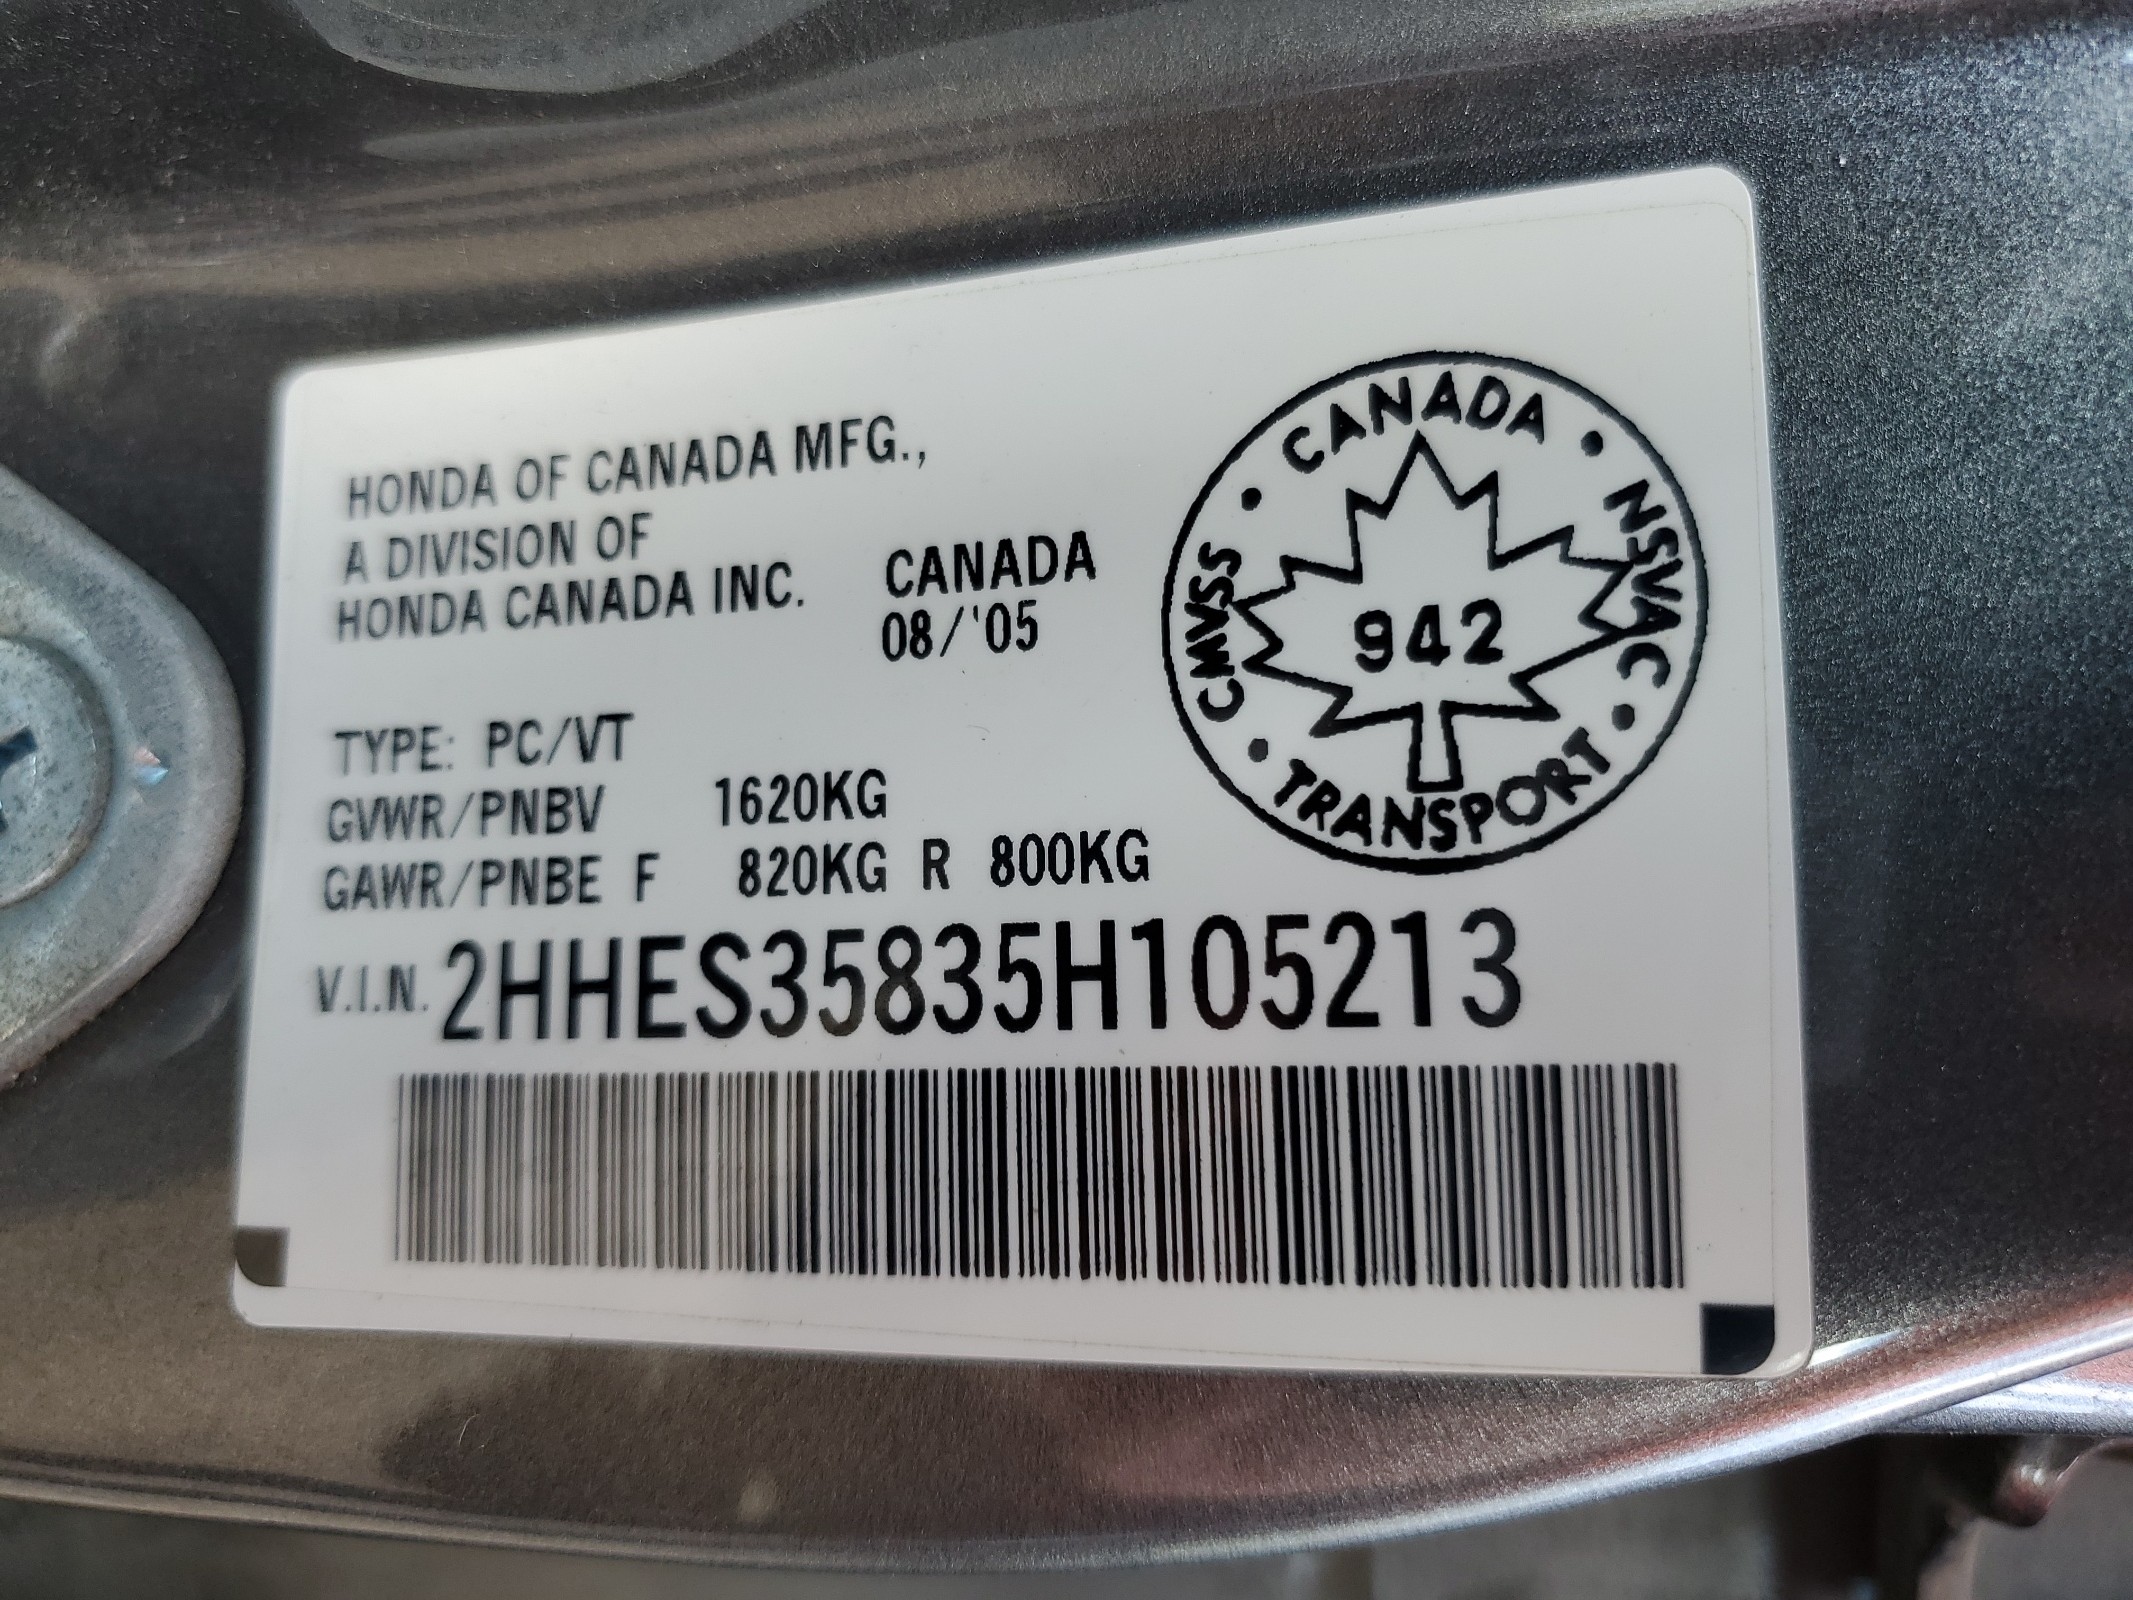 HONDA OF CANADA MFG.,
A DIVISION OF
HONDA CANADA INC.
CANADA
08/'05
TYPE: PC/VT
GVWR/PNBV 1620KG
GAWR/PNBE F 820KG R 800KG
V.I.N. 2HHES35835H105213
CANADA
NSVAC
TRANSPORT
CMVSS
942